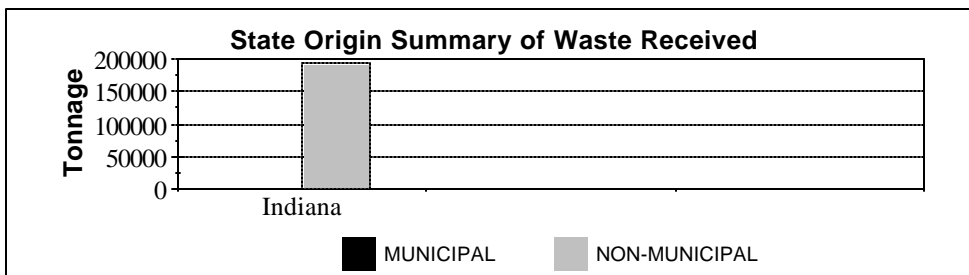 State Origin Summary of Waste Received
Tonnage
200000
150000
100000
50000
0
Indiana
MUNICIPAL
NON-MUNICIPAL